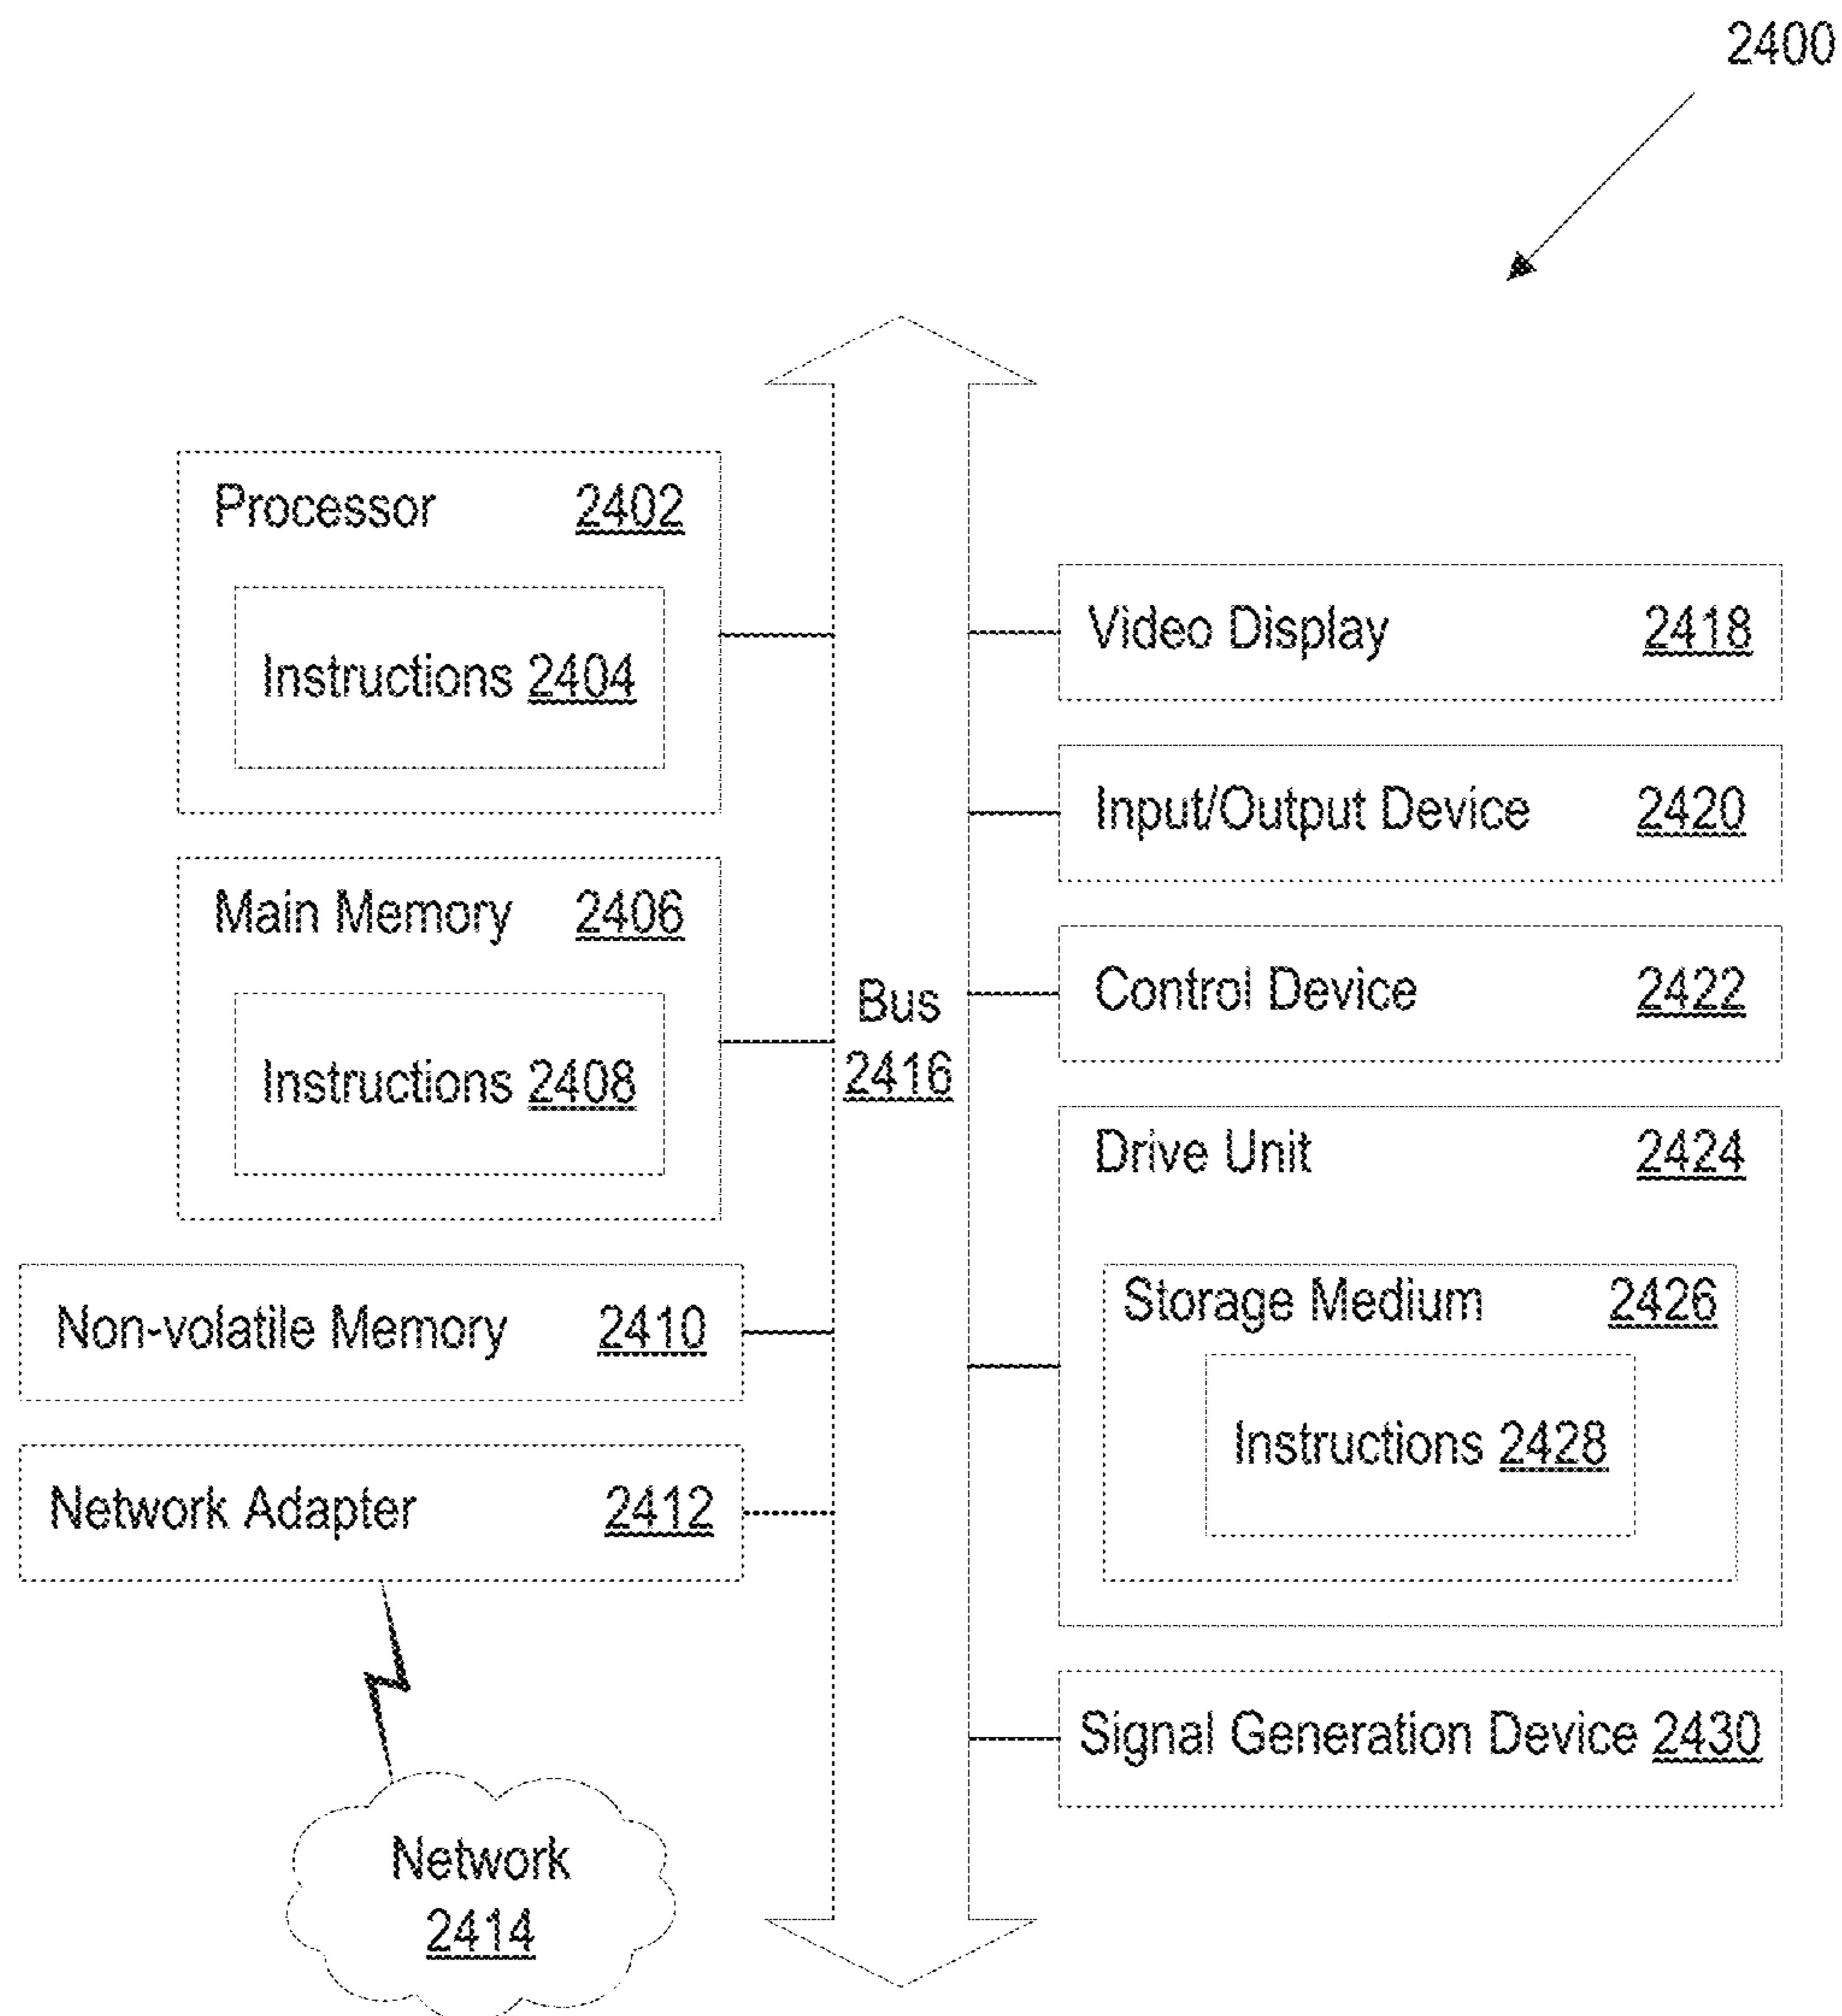 2400
Processor 2402
Instructions 2404
Main Memory 2406
Instructions 2408
Non-volatile Memory 2410
Network Adapter 2412
Network
2414
Bus
2416
Video Display 2418
Input/Output Device 2420
Control Device 2422
Drive Unit 2424
Storage Medium 2426
Instructions 2428
Signal Generation Device 2430